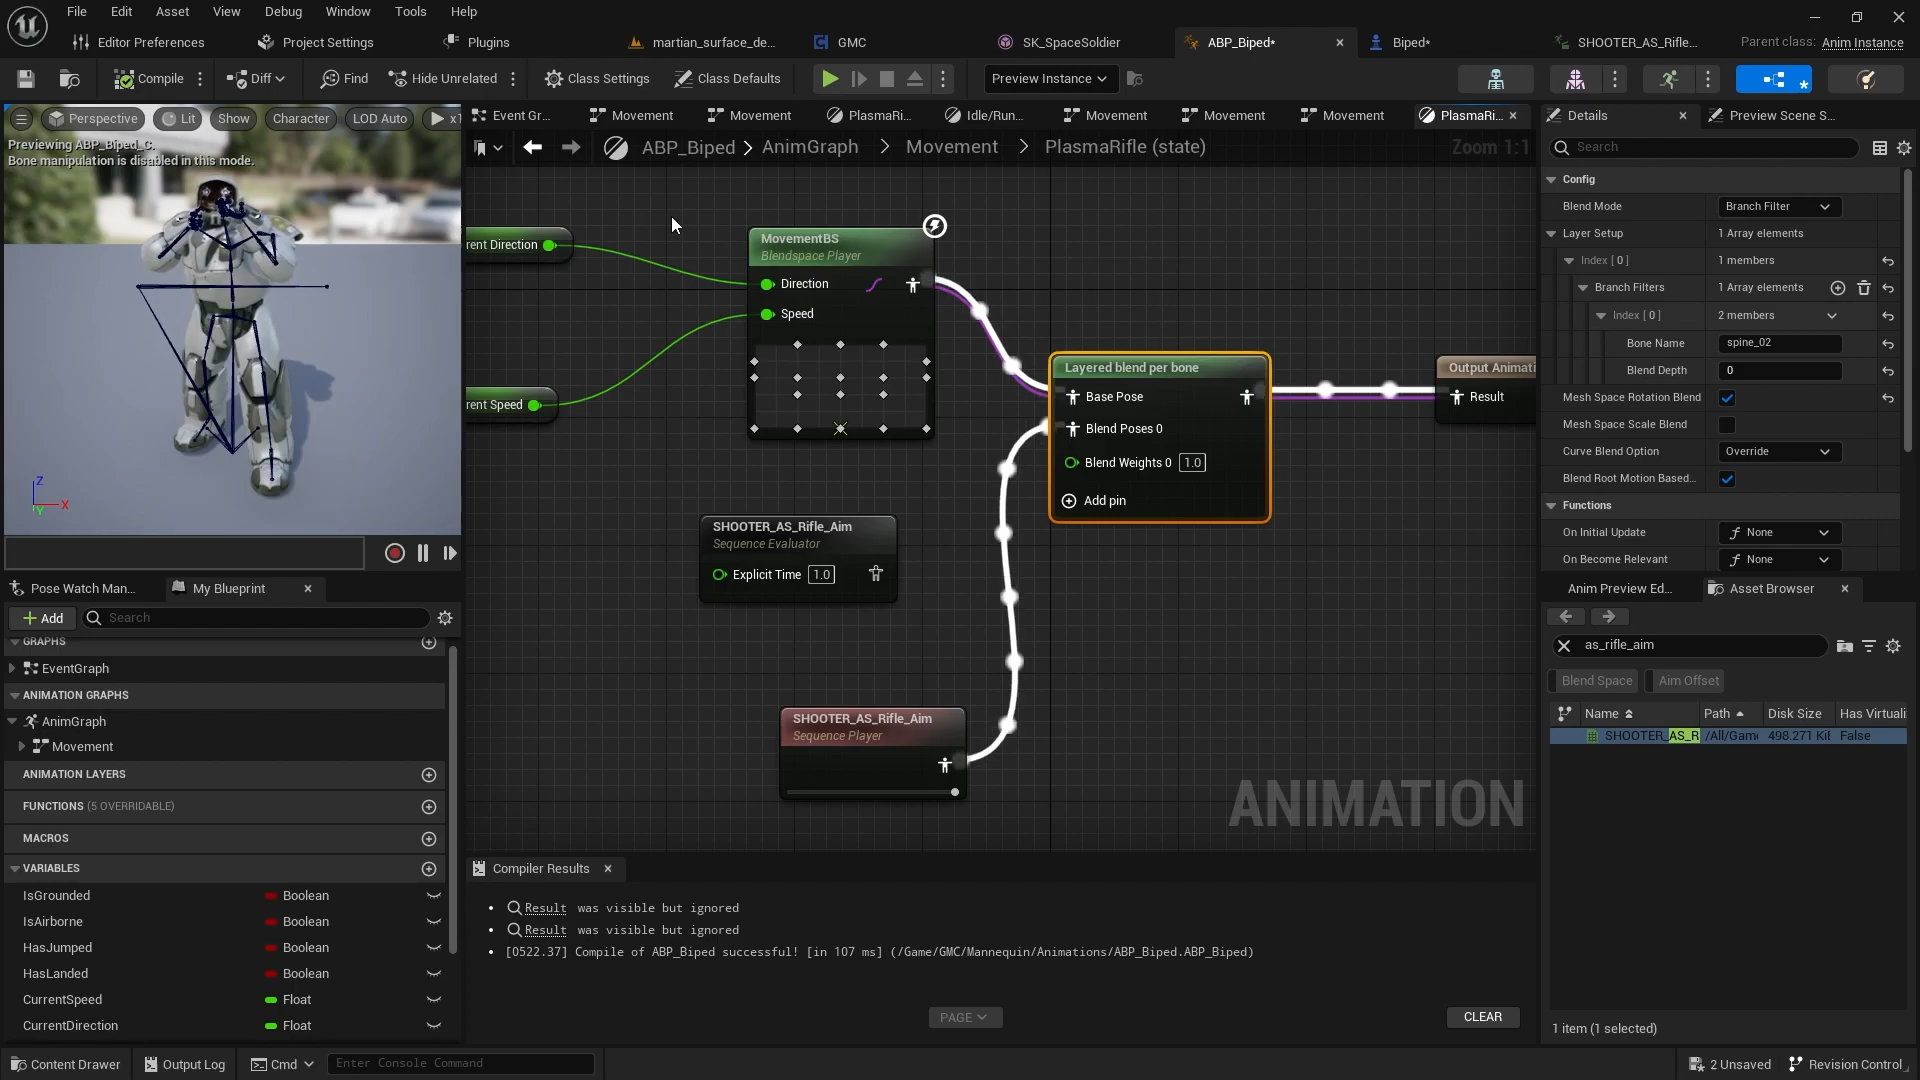 File Edit Asset View Debug Window Tools Help
Editor Preferences Project Settings Plugins martian_surface_de... GMC SK_SpaceSoldier ABP_Biped* Biped* SHOOTER_AS_Rifle... Parent class: Anim Instance
Compile Diff Find Hide Unrelated Class Settings Class Defaults Preview Instance
Perspective Lit Show Character LOD Auto x1
Previewing ABP_Biped_C.
Bone manipulation is disabled in this mode.
Z
X
Y
Event Gr... Movement Movement PlasmaRi... Idle/Run... Movement Movement Movement PlasmaRi...
ABP_Biped > AnimGraph > Movement > PlasmaRifle (state) Zoom 1:1
rent Direction
rent Speed
MovementBS
Blendspace Player
Direction
Speed
Layered blend per bone
Base Pose
Blend Poses 0
Blend Weights 0 1.0
Add pin
Output Animati
Result
SHOOTER_AS_Rifle_Aim
Sequence Evaluator
Explicit Time 1.0
SHOOTER_AS_Rifle_Aim
Sequence Player
ANIMATION
Pose Watch Man... My Blueprint
Add Search
GRAPHS
EventGraph
ANIMATION GRAPHS
AnimGraph
Movement
ANIMATION LAYERS
FUNCTIONS (5 OVERRIDABLE)
MACROS
VARIABLES
IsGrounded Boolean
IsAirborne Boolean
HasJumped Boolean
HasLanded Boolean
CurrentSpeed Float
CurrentDirection Float
Compiler Results
• Result was visible but ignored
• Result was visible but ignored
• [0522.37] Compile of ABP_Biped successful! [in 107 ms] (/Game/GMC/Mannequin/Animations/ABP_Biped.ABP_Biped)
PAGE CLEAR
Details Preview Scene S...
Search
Config
Blend Mode Branch Filter
Layer Setup 1 Array elements
Index [ 0 ] 1 members
Branch Filters 1 Array elements
Index [ 0 ] 2 members
Bone Name spine_02
Blend Depth 0
Mesh Space Rotation Blend
Mesh Space Scale Blend
Curve Blend Option Override
Blend Root Motion Based...
Functions
On Initial Update None
On Become Relevant None
Anim Preview Ed... Asset Browser
as_rifle_aim
Blend Space Aim Offset
Name Path Disk Size Has Virtuali
SHOOTER_AS_R /All/Game 498.271 KiB False
1 item (1 selected)
Content Drawer Output Log Cmd Enter Console Command 2 Unsaved Revision Control